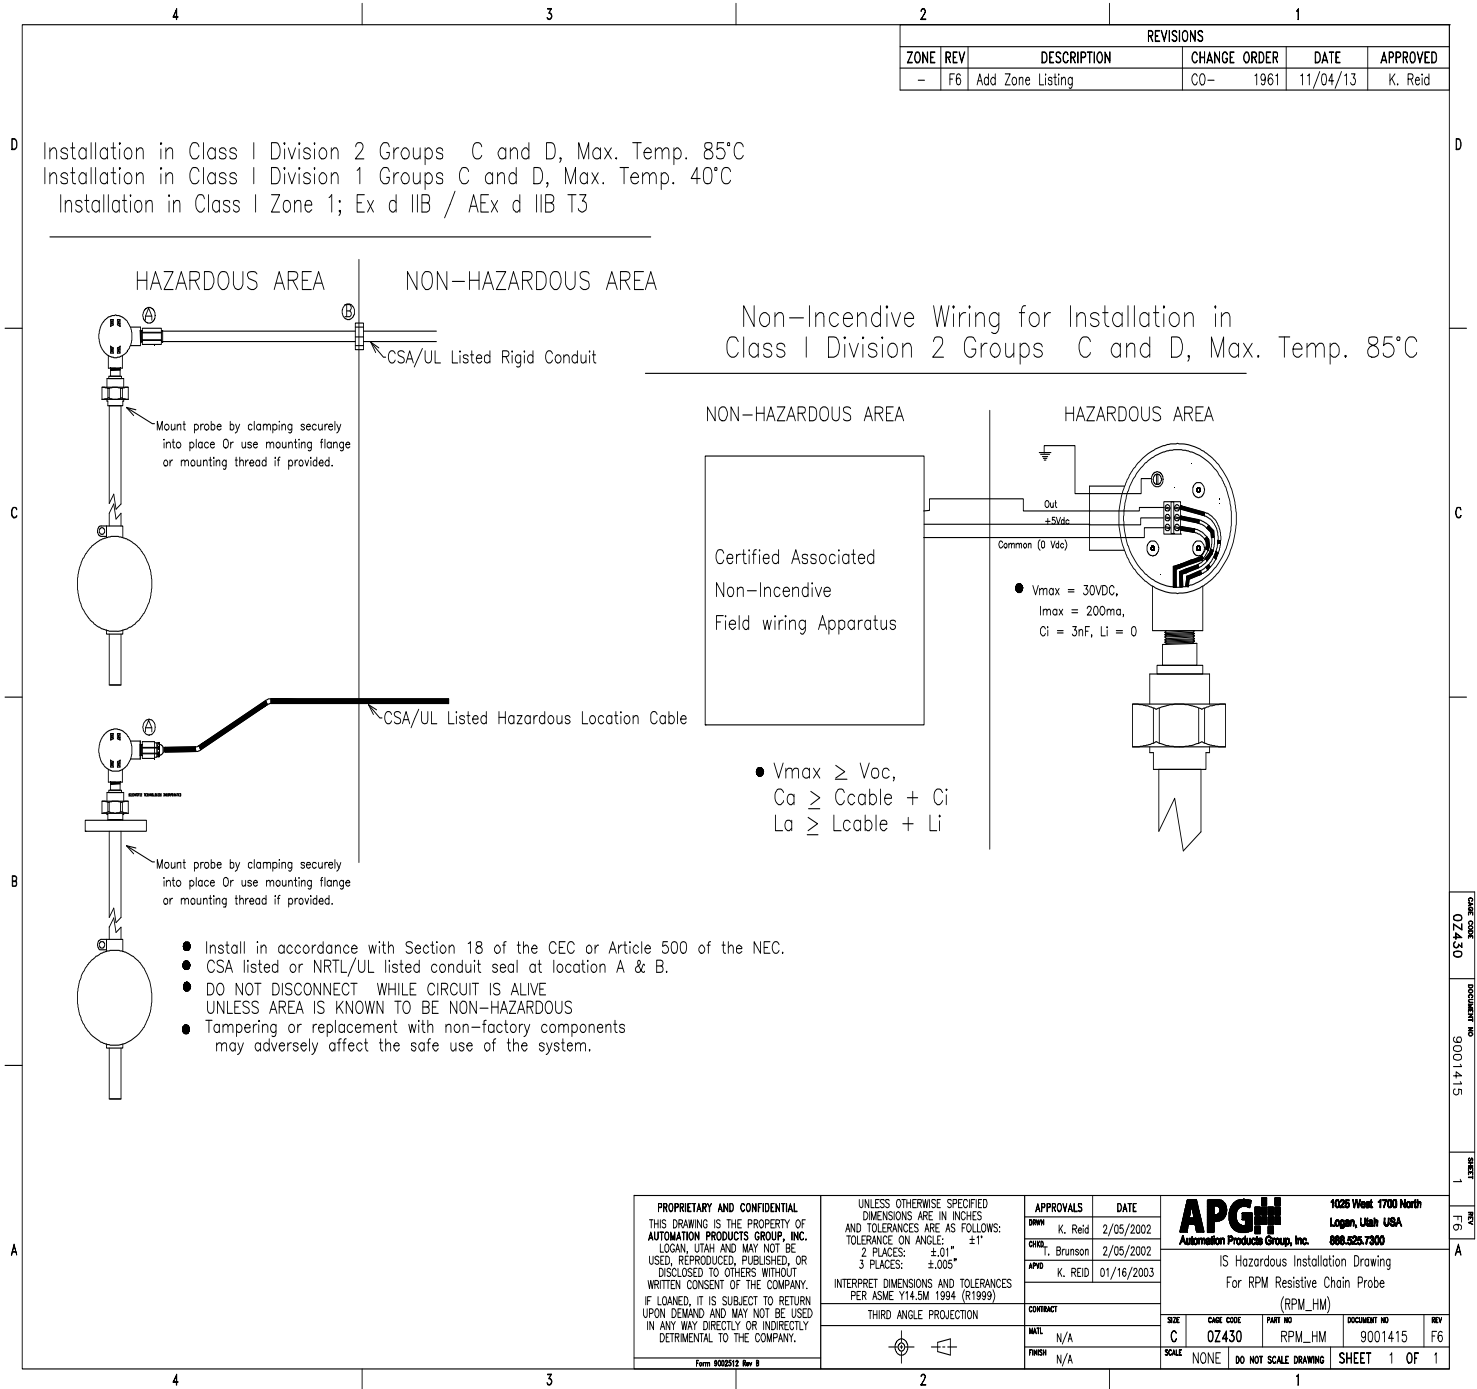 4 3 2 1
REVISIONS
ZONE REV DESCRIPTION CHANGE ORDER DATE APPROVED
– F6 Add Zone Listing CO– 1961 11/04/13 K. Reid
D D
Installation in Class I Division 2 Groups C and D, Max. Temp. 85°C
Installation in Class I Division 1 Groups C and D, Max. Temp. 40°C
Installation in Class I Zone 1; Ex d IIB / AEx d IIB T3
HAZARDOUS AREA NON–HAZARDOUS AREA
A B
CSA/UL Listed Rigid Conduit
Mount probe by clamping securely
into place Or use mounting flange
or mounting thread if provided.
Non–Incendive Wiring for Installation in
Class I Division 2 Groups C and D, Max. Temp. 85°C
NON–HAZARDOUS AREA HAZARDOUS AREA
C C
Out
+5Vdc
Common (0 Vdc)
Certified Associated
Non–Incendive
Field wiring Apparatus
● Vmax = 30VDC,
Imax = 200ma,
Ci = 3nF, Li = 0
A
CSA/UL Listed Hazardous Location Cable
● Vmax ≥ Voc,
Ca ≥ Ccable + Ci
La ≥ Lcable + Li
Mount probe by clamping securely
into place Or use mounting flange
or mounting thread if provided.
B
● Install in accordance with Section 18 of the CEC or Article 500 of the NEC.
● CSA listed or NRTL/UL listed conduit seal at location A & B.
● DO NOT DISCONNECT WHILE CIRCUIT IS ALIVE
UNLESS AREA IS KNOWN TO BE NON–HAZARDOUS
● Tampering or replacement with non–factory components
may adversely affect the safe use of the system.
CAGE CODE
0Z430
DOCUMENT NO
9001415
SHEET
1
REV
F6
A A
PROPRIETARY AND CONFIDENTIAL
THIS DRAWING IS THE PROPERTY OF
AUTOMATION PRODUCTS GROUP, INC.
LOGAN, UTAH AND MAY NOT BE
USED, REPRODUCED, PUBLISHED, OR
DISCLOSED TO OTHERS WITHOUT
WRITTEN CONSENT OF THE COMPANY.
IF LOANED, IT IS SUBJECT TO RETURN
UPON DEMAND AND MAY NOT BE USED
IN ANY WAY DIRECTLY OR INDIRECTLY
DETRIMENTAL TO THE COMPANY.
Form 9002512 Rev B
UNLESS OTHERWISE SPECIFIED
DIMENSIONS ARE IN INCHES
AND TOLERANCES ARE AS FOLLOWS:
TOLERANCE ON ANGLE: ±1°
2 PLACES: ±.01"
3 PLACES: ±.005"
INTERPRET DIMENSIONS AND TOLERANCES
PER ASME Y14.5M 1994 (R1999)
THIRD ANGLE PROJECTION
APPROVALS DATE
DRWN K. Reid 2/05/2002
CHKD T. Brunson 2/05/2002
APVD K. REID 01/16/2003
CONTRACT
MATL N/A
FINISH N/A
APG
Automation Products Group, Inc.
1025 West 1700 North
Logan, Utah USA
888.525.7300
IS Hazardous Installation Drawing
For RPM Resistive Chain Probe
(RPM_HM)
SIZE CAGE CODE PART NO DOCUMENT NO REV
C 0Z430 RPM_HM 9001415 F6
SCALE NONE DO NOT SCALE DRAWING SHEET 1 OF 1
4 3 2 1